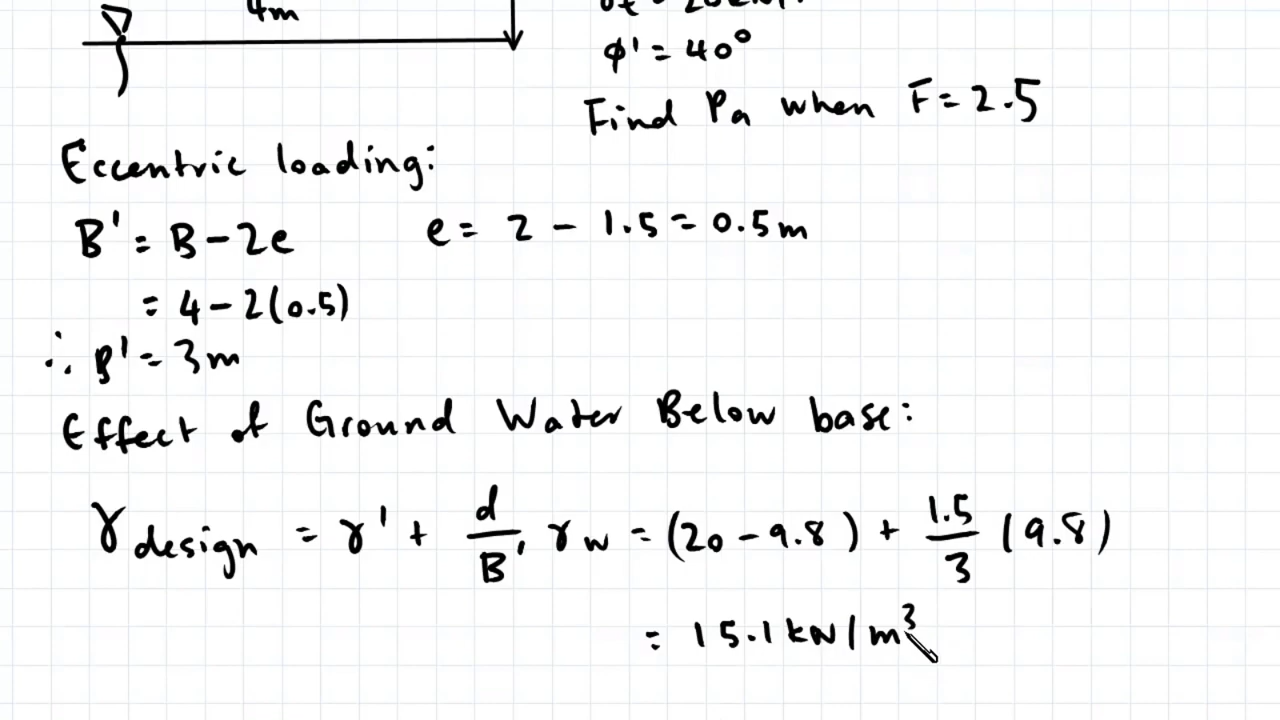 4m
ϕ' = 40°
Find Pa when F = 2.5
Eccentric loading:
B' = B - 2e e = 2 - 1.5 = 0.5m
= 4 - 2(0.5)
∴ B' = 3m
Effect of Ground Water Below base:
γdesign = γ' + d/B' γw = (20 - 9.8) + 1.5/3 (9.8)
= 15.1 kN/m³